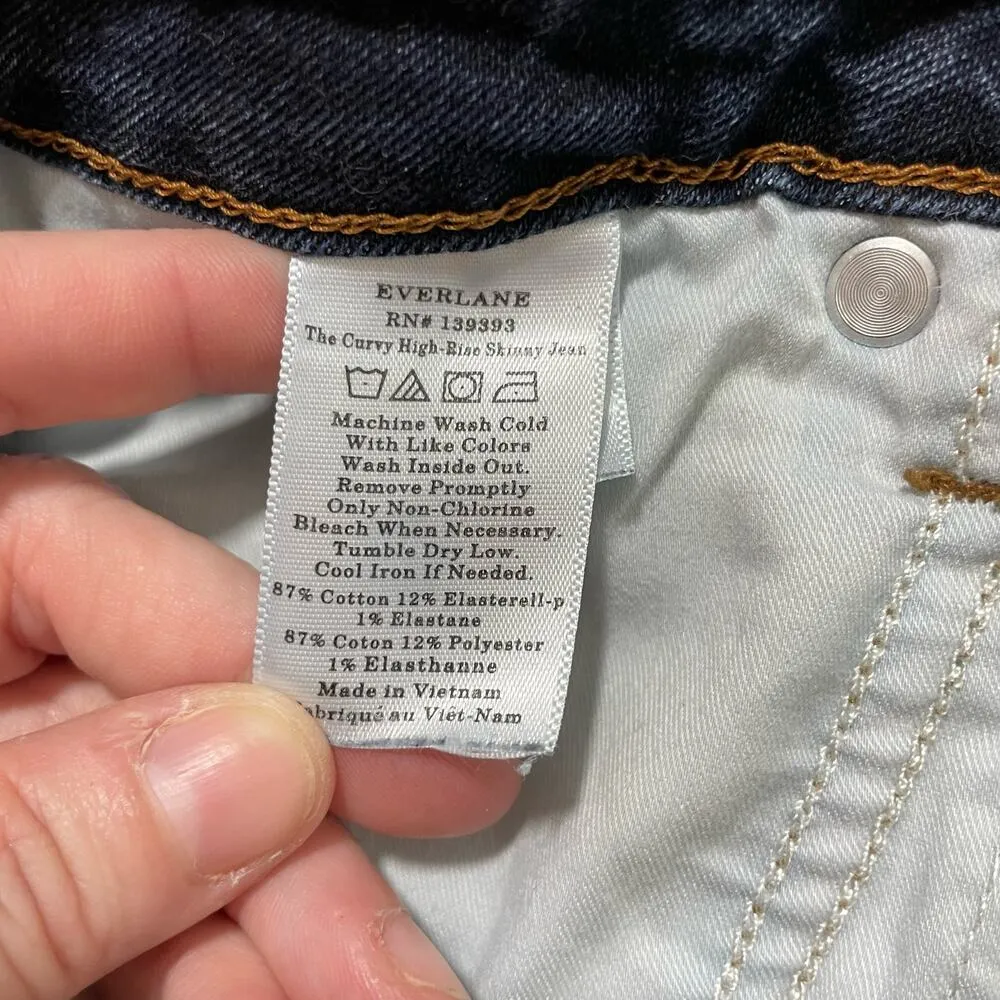 EVERLANE
RN# 139393
The Curvy High-Rise Skinny Jean
Machine Wash Cold
With Like Colors
Wash Inside Out.
Remove Promptly
Only Non-Chlorine
Bleach When Necessary.
Tumble Dry Low.
Cool Iron If Needed.
87% Cotton 12% Elasterell-p
1% Elastane
87% Coton 12% Polyester
1% Elasthanne
Made in Vietnam
abriqué au Viêt-Nam